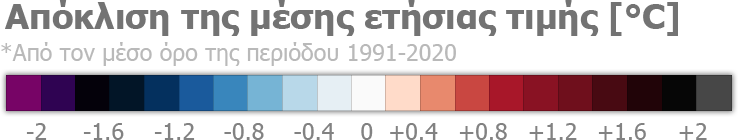 Απόκλιση της μέσης ετήσιας τιμής [°C]
*Από τον μέσο όρο της περιόδου 1991-2020
-2 -1.6 -1.2 -0.8 -0.4 0 +0.4 +0.8 +1.2 +1.6 +2